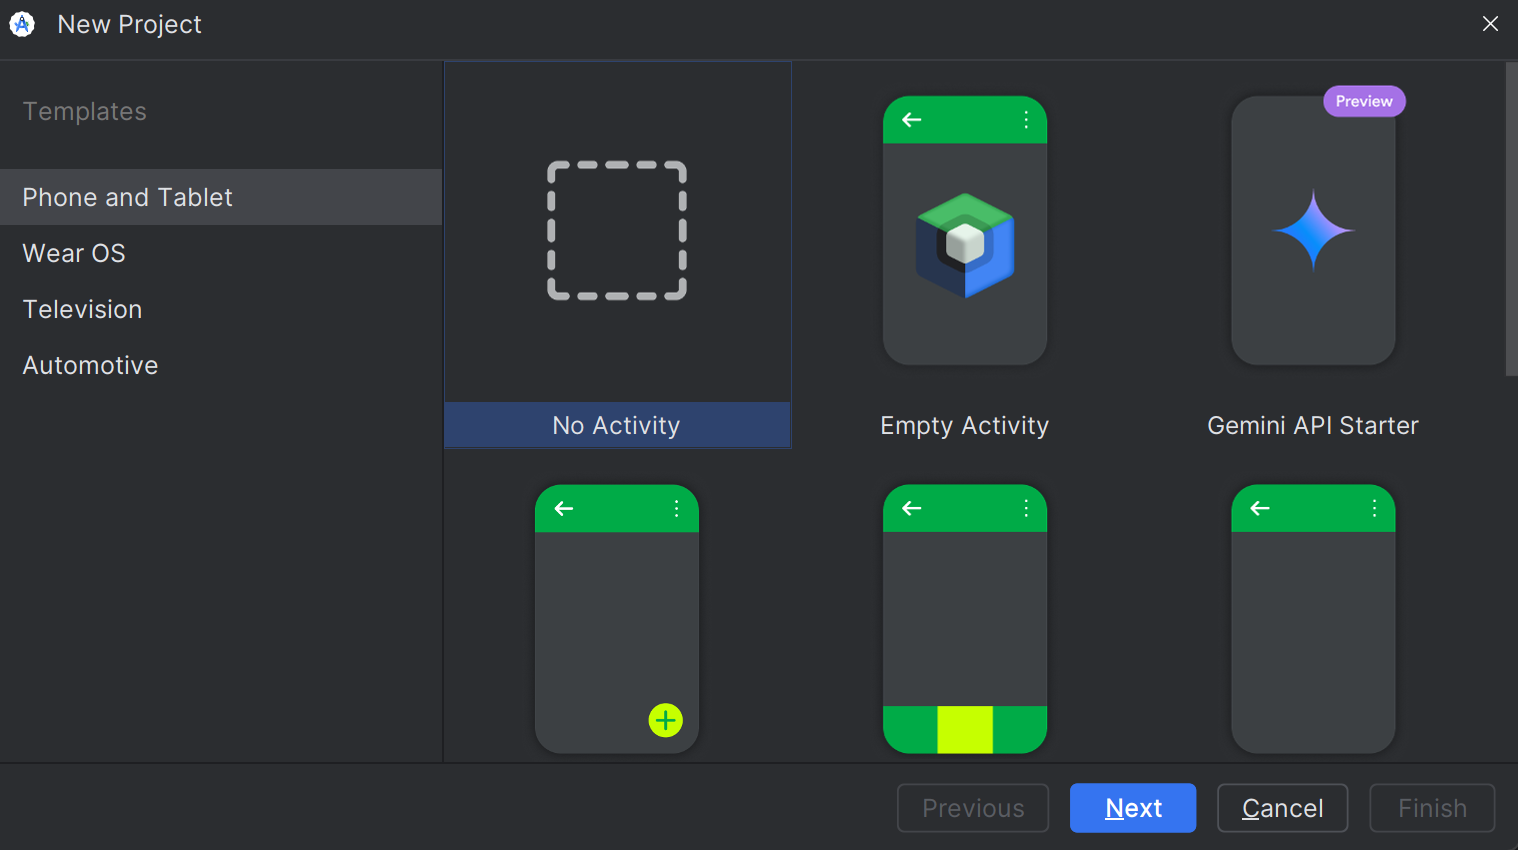 New Project
Templates
Phone and Tablet
Wear OS
Television
Automotive
Preview
No Activity
Empty Activity
Gemini API Starter
Previous
Next
Cancel
Finish